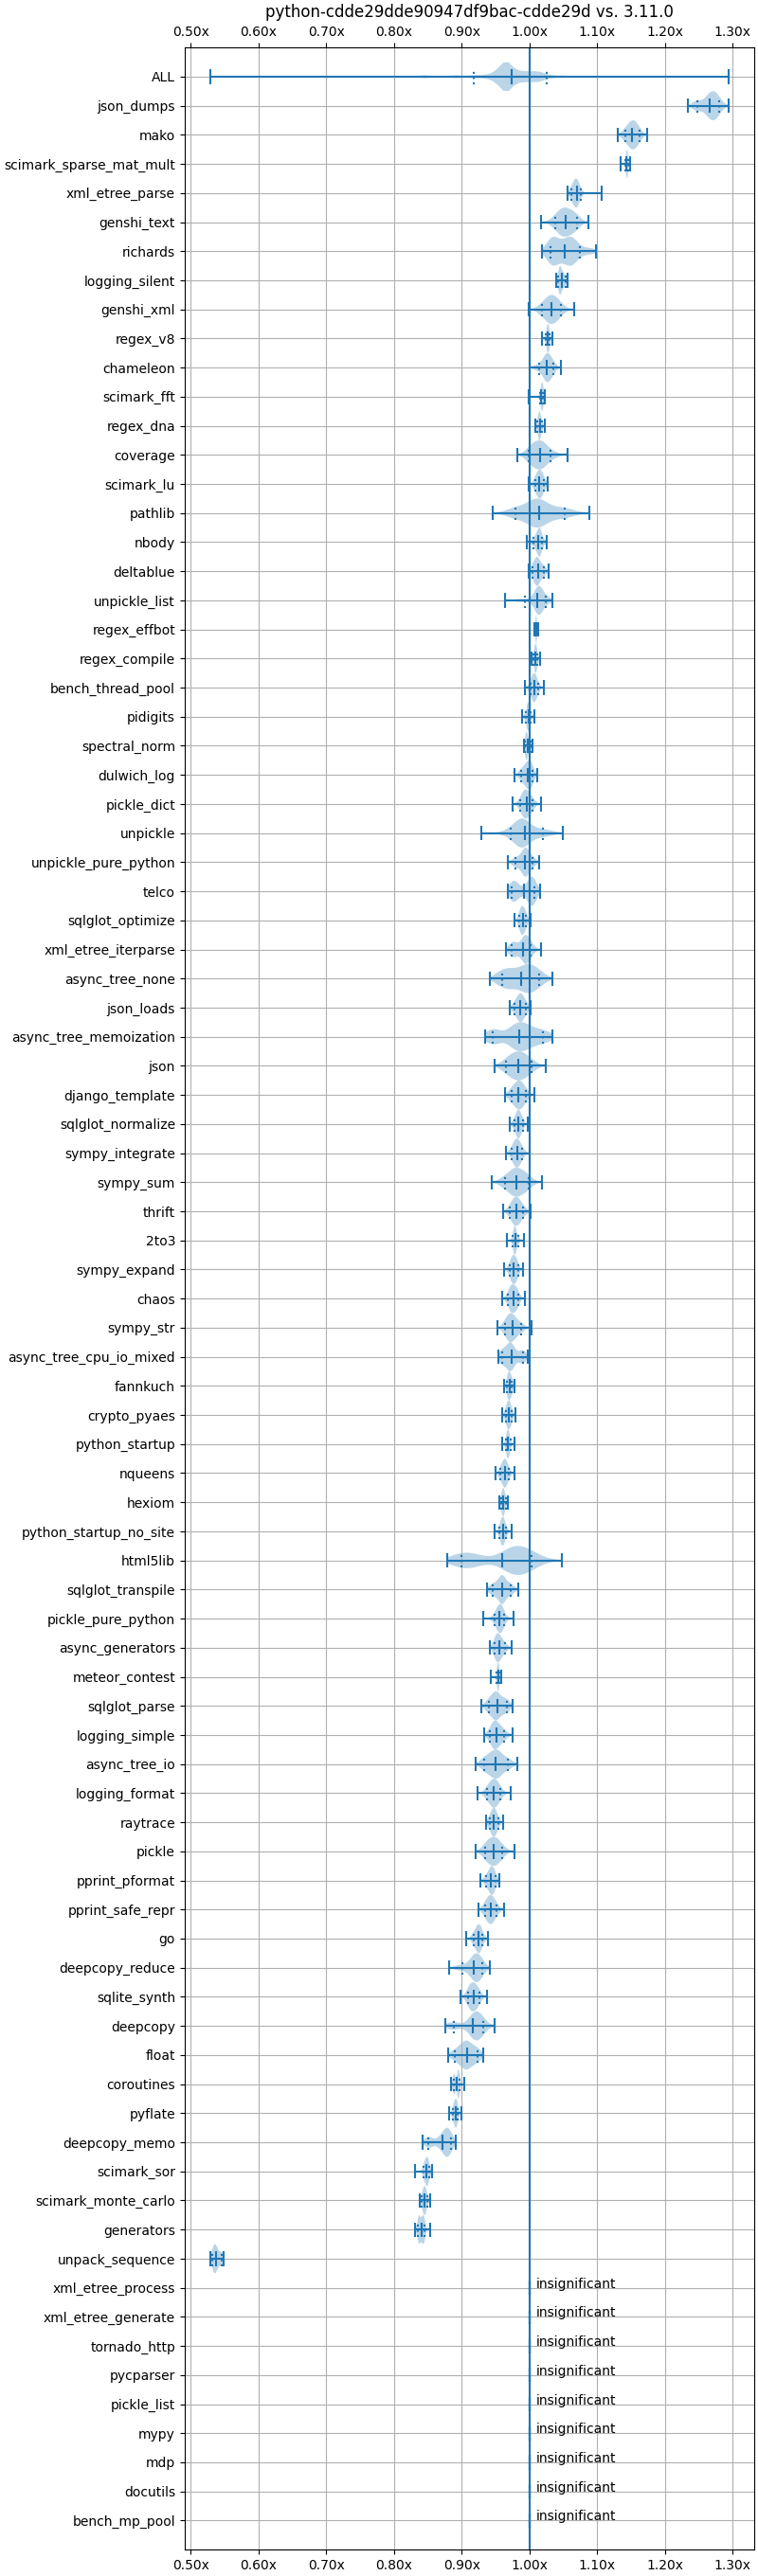 python-cdde29dde90947df9bac-cdde29d vs. 3.11.0
0.50x 0.60x 0.70x 0.80x 0.90x 1.00x 1.10x 1.20x 1.30x
ALL
json_dumps
mako
scimark_sparse_mat_mult
xml_etree_parse
genshi_text
richards
logging_silent
genshi_xml
regex_v8
chameleon
scimark_fft
regex_dna
coverage
scimark_lu
pathlib
nbody
deltablue
unpickle_list
regex_effbot
regex_compile
bench_thread_pool
pidigits
spectral_norm
dulwich_log
pickle_dict
unpickle
unpickle_pure_python
telco
sqlglot_optimize
xml_etree_iterparse
async_tree_none
json_loads
async_tree_memoization
json
django_template
sqlglot_normalize
sympy_integrate
sympy_sum
thrift
2to3
sympy_expand
chaos
sympy_str
async_tree_cpu_io_mixed
fannkuch
crypto_pyaes
python_startup
nqueens
hexiom
python_startup_no_site
html5lib
sqlglot_transpile
pickle_pure_python
async_generators
meteor_contest
sqlglot_parse
logging_simple
async_tree_io
logging_format
raytrace
pickle
pprint_pformat
pprint_safe_repr
go
deepcopy_reduce
sqlite_synth
deepcopy
float
coroutines
pyflate
deepcopy_memo
scimark_sor
scimark_monte_carlo
generators
unpack_sequence
xml_etree_process insignificant
xml_etree_generate insignificant
tornado_http insignificant
pycparser insignificant
pickle_list insignificant
mypy insignificant
mdp insignificant
docutils insignificant
bench_mp_pool insignificant
0.50x 0.60x 0.70x 0.80x 0.90x 1.00x 1.10x 1.20x 1.30x